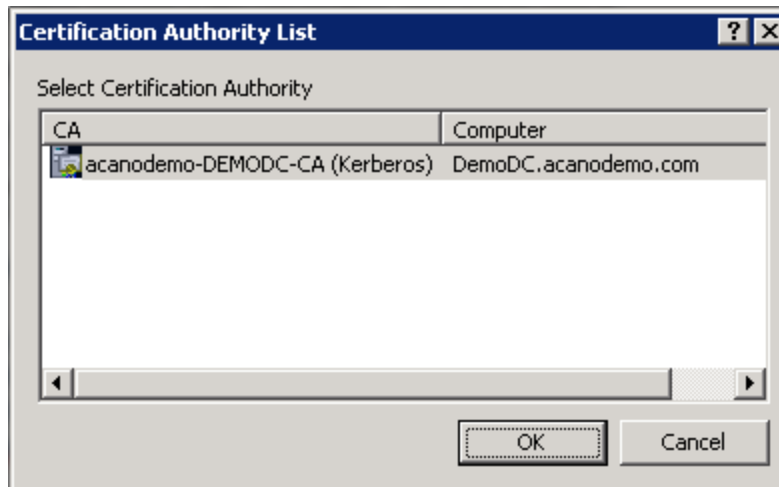 Certification Authority List
Select Certification Authority
CA Computer
acanodemo-DEMODC-CA (Kerberos) DemoDC.acanodemo.com
OK Cancel